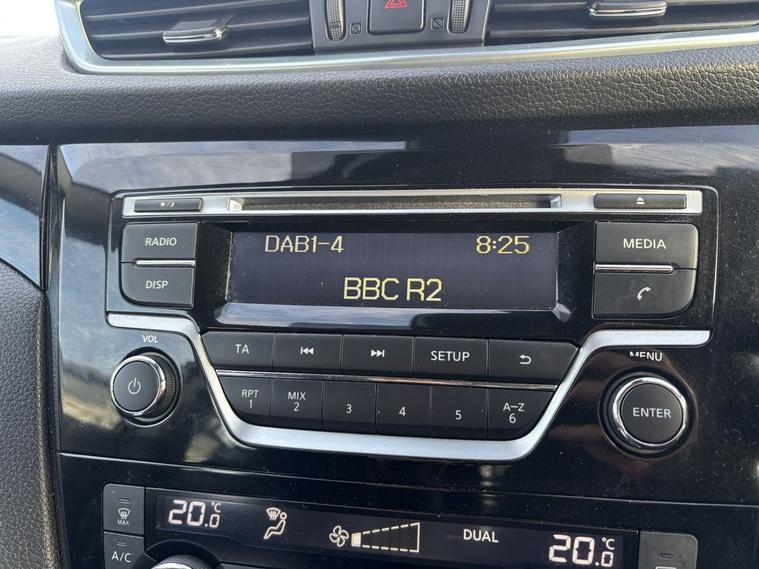 RADIO
DISP
DAB1-4 8:25
BBC R2
MEDIA
VOL
TA
SETUP
MENU
RPT
1
MIX
2
3
4
5
A-Z
6
ENTER
MAX
A/C
20.0 °C
DUAL
20.0 °C